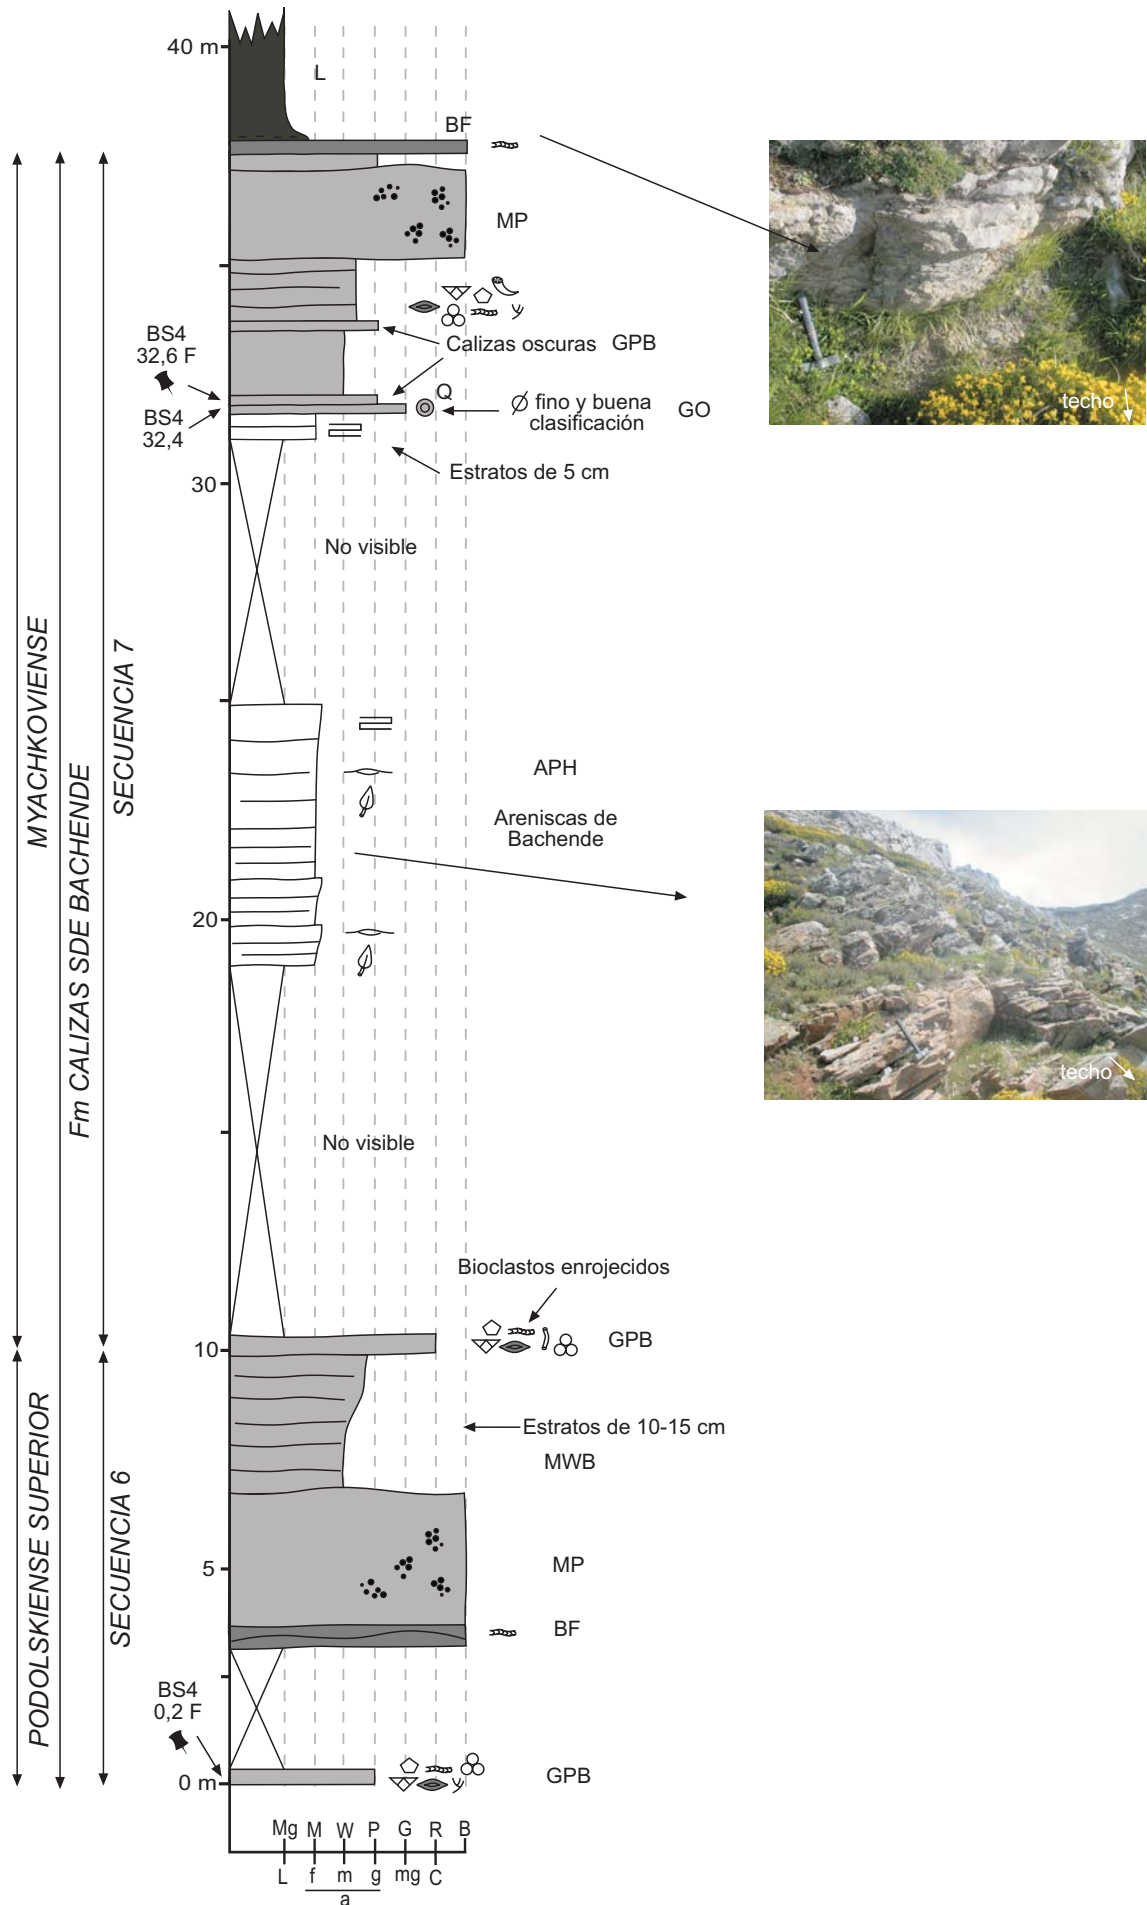 40 m
L
BF
MP
BS4
32,6 F
Calizas oscuras GPB
Q
BS4
32,4
Ø fino y buena
clasificación
GO
techo
Estratos de 5 cm
30
No visible
MYACHKOVIENSE
Fm CALIZAS SDE BACHENDE
SECUENCIA 7
APH
Areniscas de
Bachende
20
techo
No visible
Bioclastos enrojecidos
10
GPB
Estratos de 10-15 cm
MWB
PODOLSKIENSE SUPERIOR
SECUENCIA 6
5
MP
BF
BS4
0,2 F
0 m
GPB
Mg M W P G R B
L f m g mg C
a